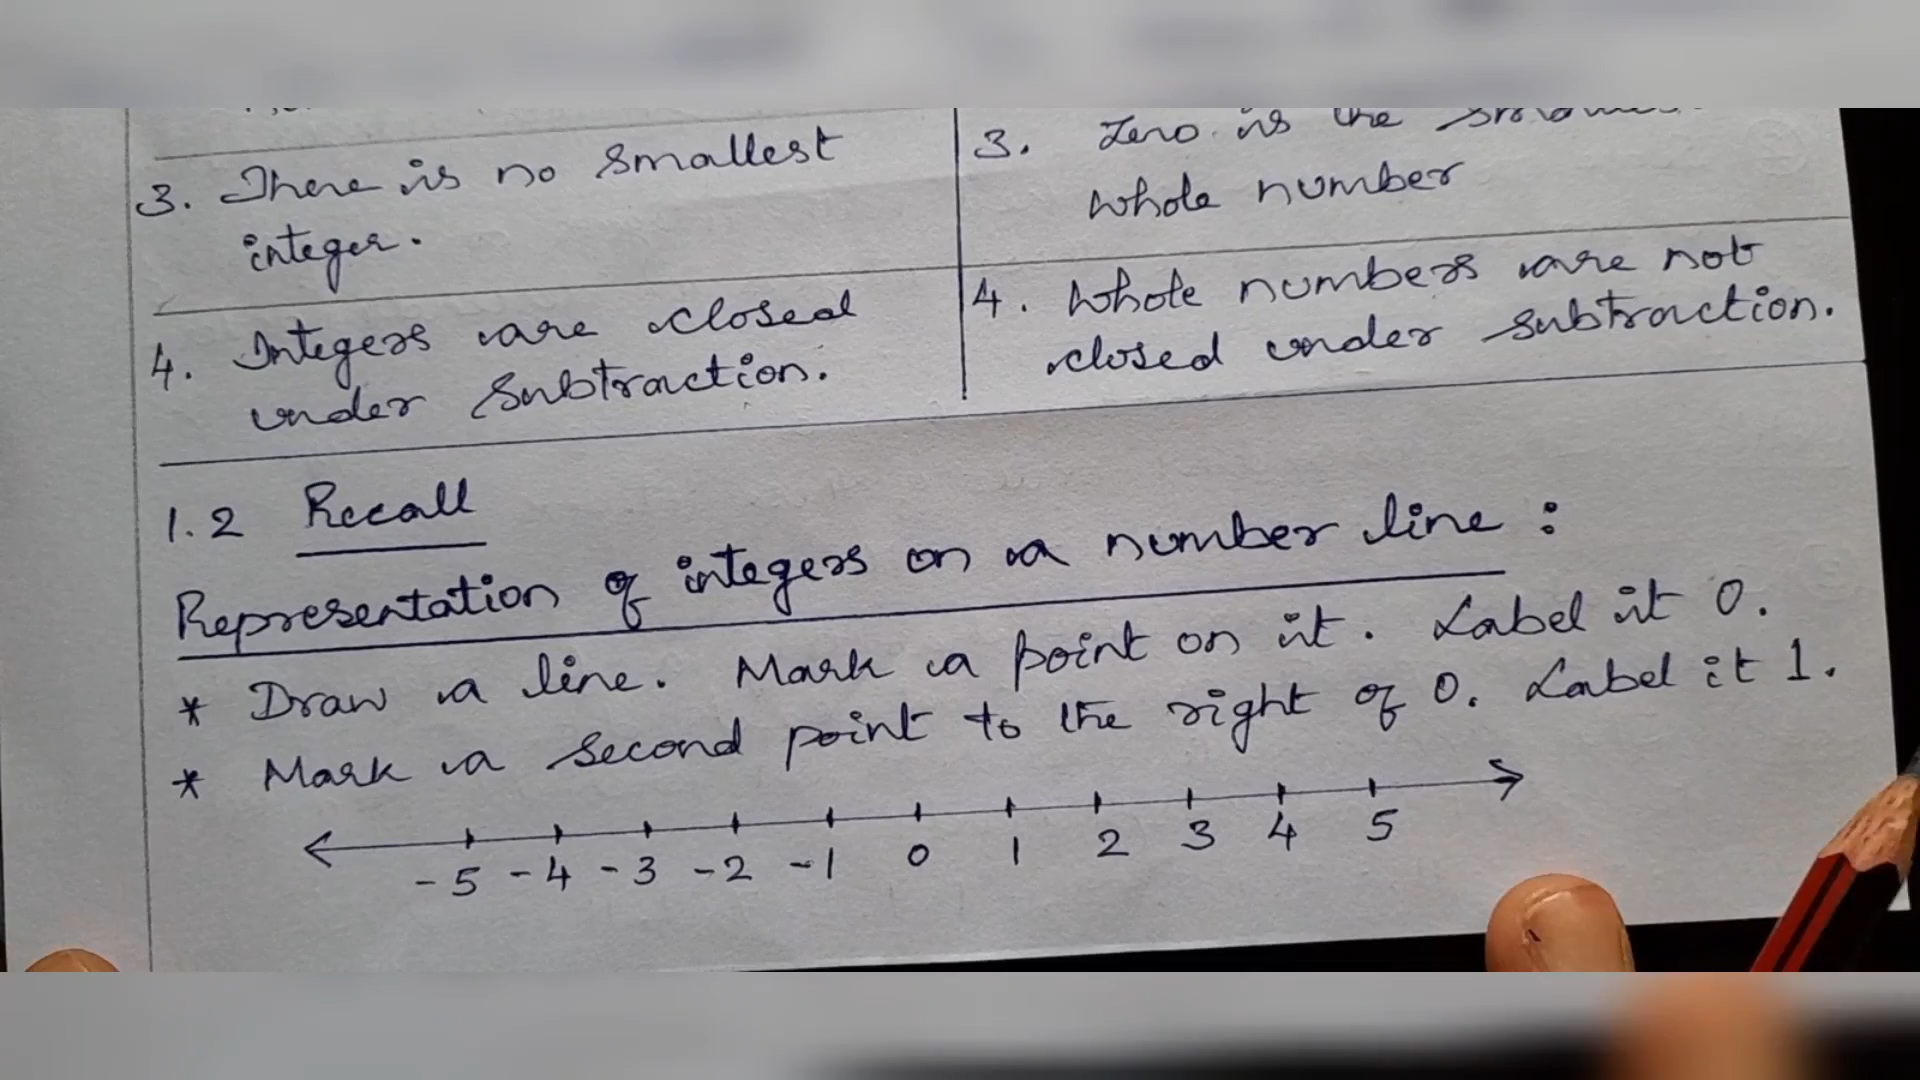 3. There is no smallest
integer.
3. Zero is the
whole number
4. Integers are closed
under subtraction.
4. Whole numbers are not
closed under subtraction.
1.2 Recall
Representation of integers on a number line :
* Draw a line. Mark a point on it. Label it 0.
* Mark a second point to the right of 0. Label it 1.
-5 -4 -3 -2 -1 0 1 2 3 4 5